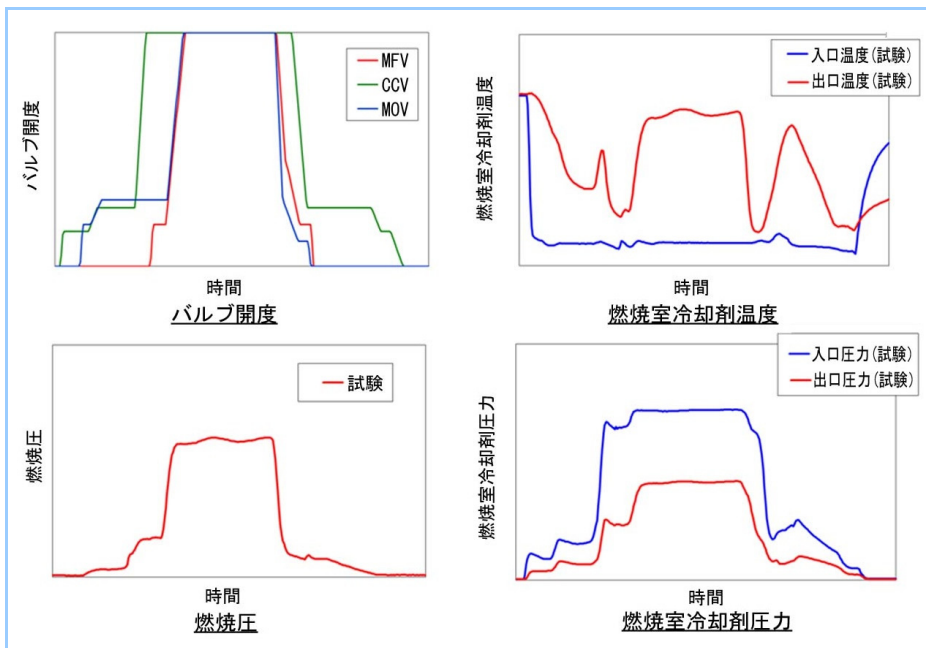 バルブ開度
MFV
CCV
MOV
時間
バルブ開度
燃焼室冷却剤温度
入口温度(試験)
出口温度(試験)
時間
燃焼室冷却剤温度
燃焼圧
試験
時間
燃焼圧
燃焼室冷却剤圧力
入口圧力(試験)
出口圧力(試験)
時間
燃焼室冷却剤圧力